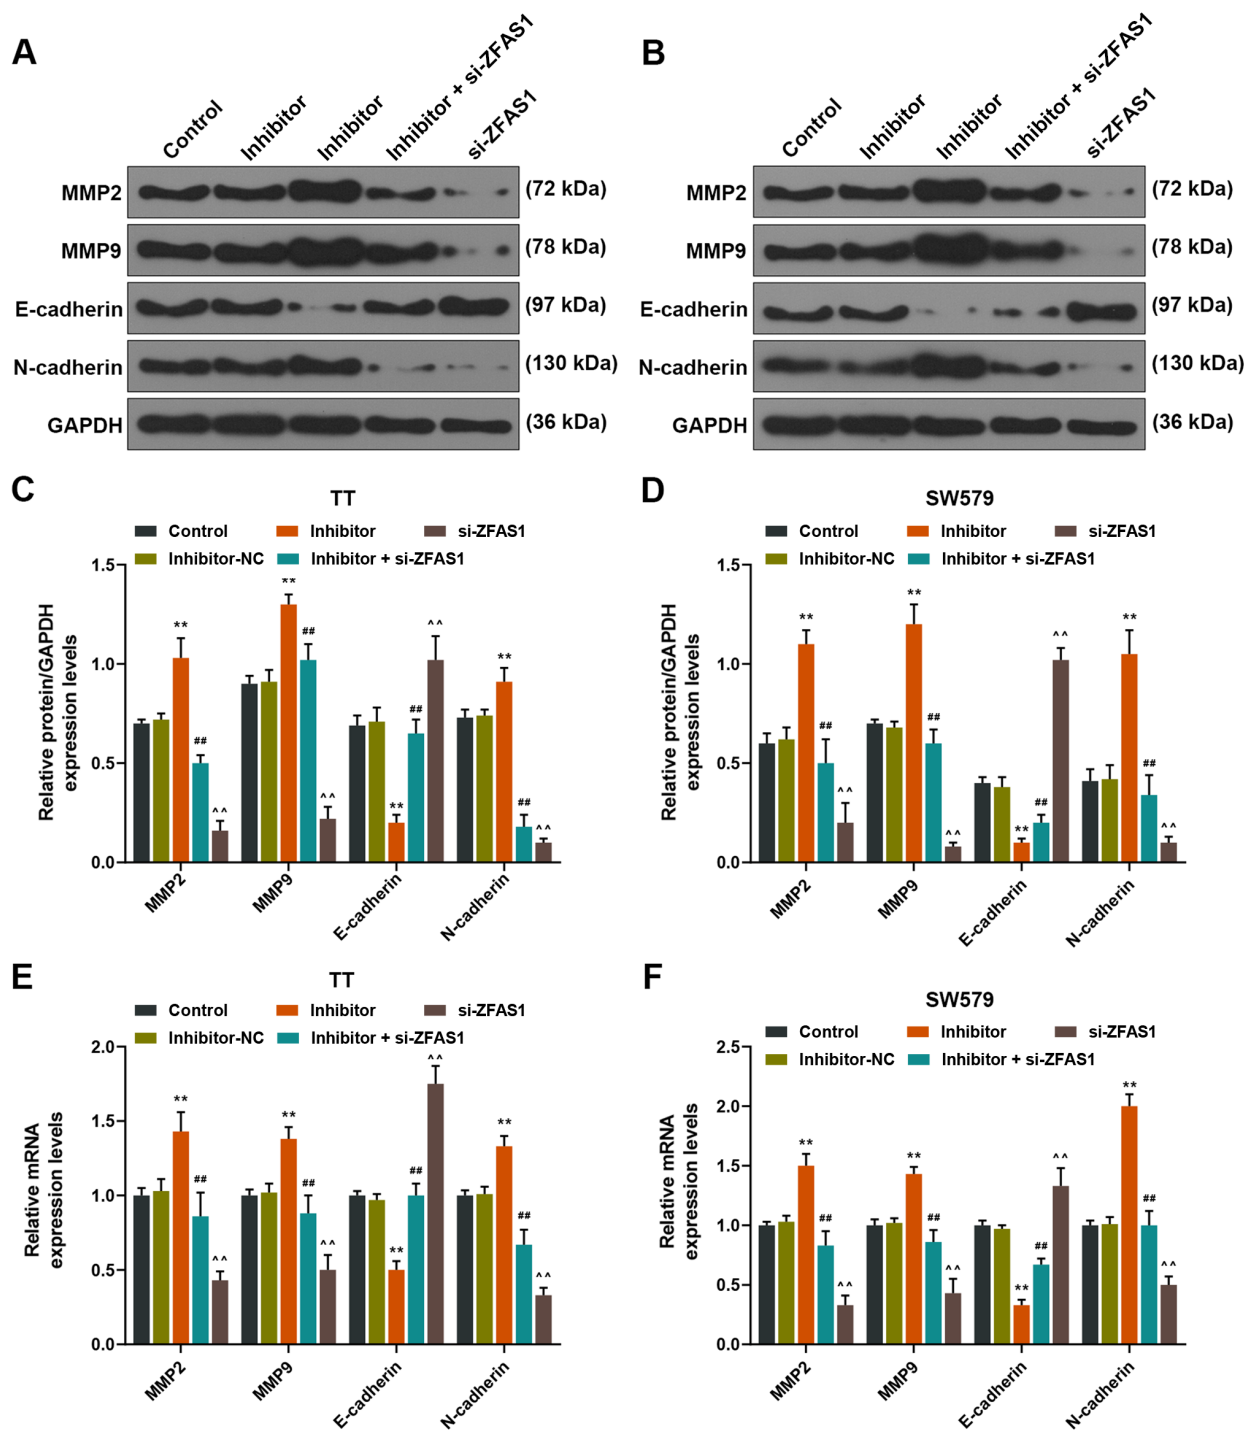 A
Control
Inhibitor
Inhibitor
Inhibitor + si-ZFAS1
si-ZFAS1
MMP2 (72 kDa)
MMP9 (78 kDa)
E-cadherin (97 kDa)
N-cadherin (130 kDa)
GAPDH (36 kDa)
B
Control
Inhibitor
Inhibitor
Inhibitor + si-ZFAS1
si-ZFAS1
MMP2 (72 kDa)
MMP9 (78 kDa)
E-cadherin (97 kDa)
N-cadherin (130 kDa)
GAPDH (36 kDa)
C
TT
Control Inhibitor si-ZFAS1
Inhibitor-NC Inhibitor + si-ZFAS1
Relative protein/GAPDH
expression levels
1.5
1.0
0.5
0.0
** ## ^^
** ## ^^
** ## ^^
** ## ^^
MMP2 MMP9 E-cadherin N-cadherin
D
SW579
Control Inhibitor si-ZFAS1
Inhibitor-NC Inhibitor + si-ZFAS1
Relative protein/GAPDH
expression levels
1.5
1.0
0.5
0.0
** ## ^^
** ## ^^
** ## ^^
** ## ^^
MMP2 MMP9 E-cadherin N-cadherin
E
TT
Control Inhibitor si-ZFAS1
Inhibitor-NC Inhibitor + si-ZFAS1
Relative mRNA
expression levels
2.0
1.5
1.0
0.5
0.0
** ## ^^
** ## ^^
** ## ^^
** ## ^^
MMP2 MMP9 E-cadherin N-cadherin
F
SW579
Control Inhibitor si-ZFAS1
Inhibitor-NC Inhibitor + si-ZFAS1
Relative mRNA
expression levels
2.5
2.0
1.5
1.0
0.5
0.0
** ## ^^
** ## ^^
** ## ^^
** ## ^^
MMP2 MMP9 E-cadherin N-cadherin